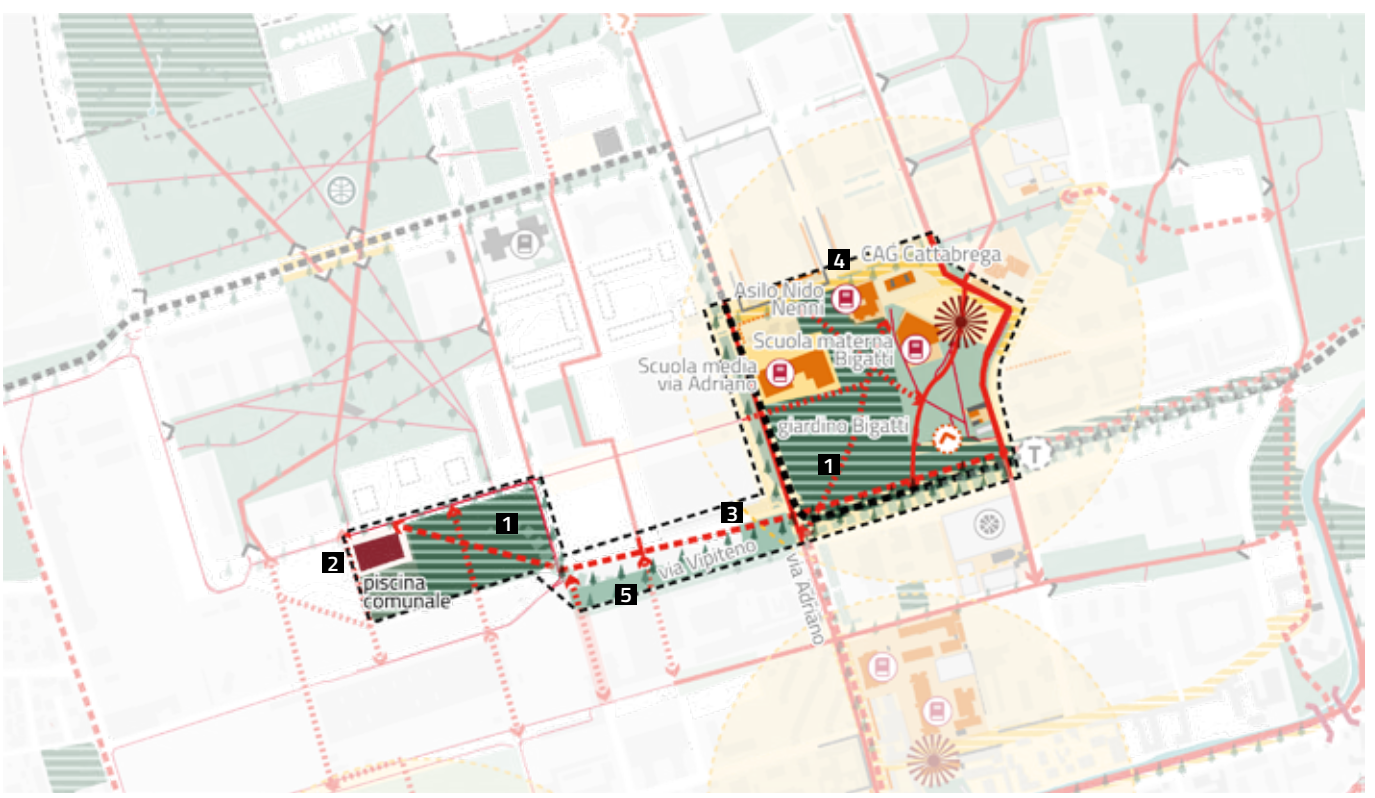 4
CAG Cattabrega
Asilo Nido
Nenni
Scuola materna
Bigatti
Scuola media
via Adriano
giardino Bigatti
1
T
3
1
2
piscina
comunale
via Vipiteno
5
via Adriano